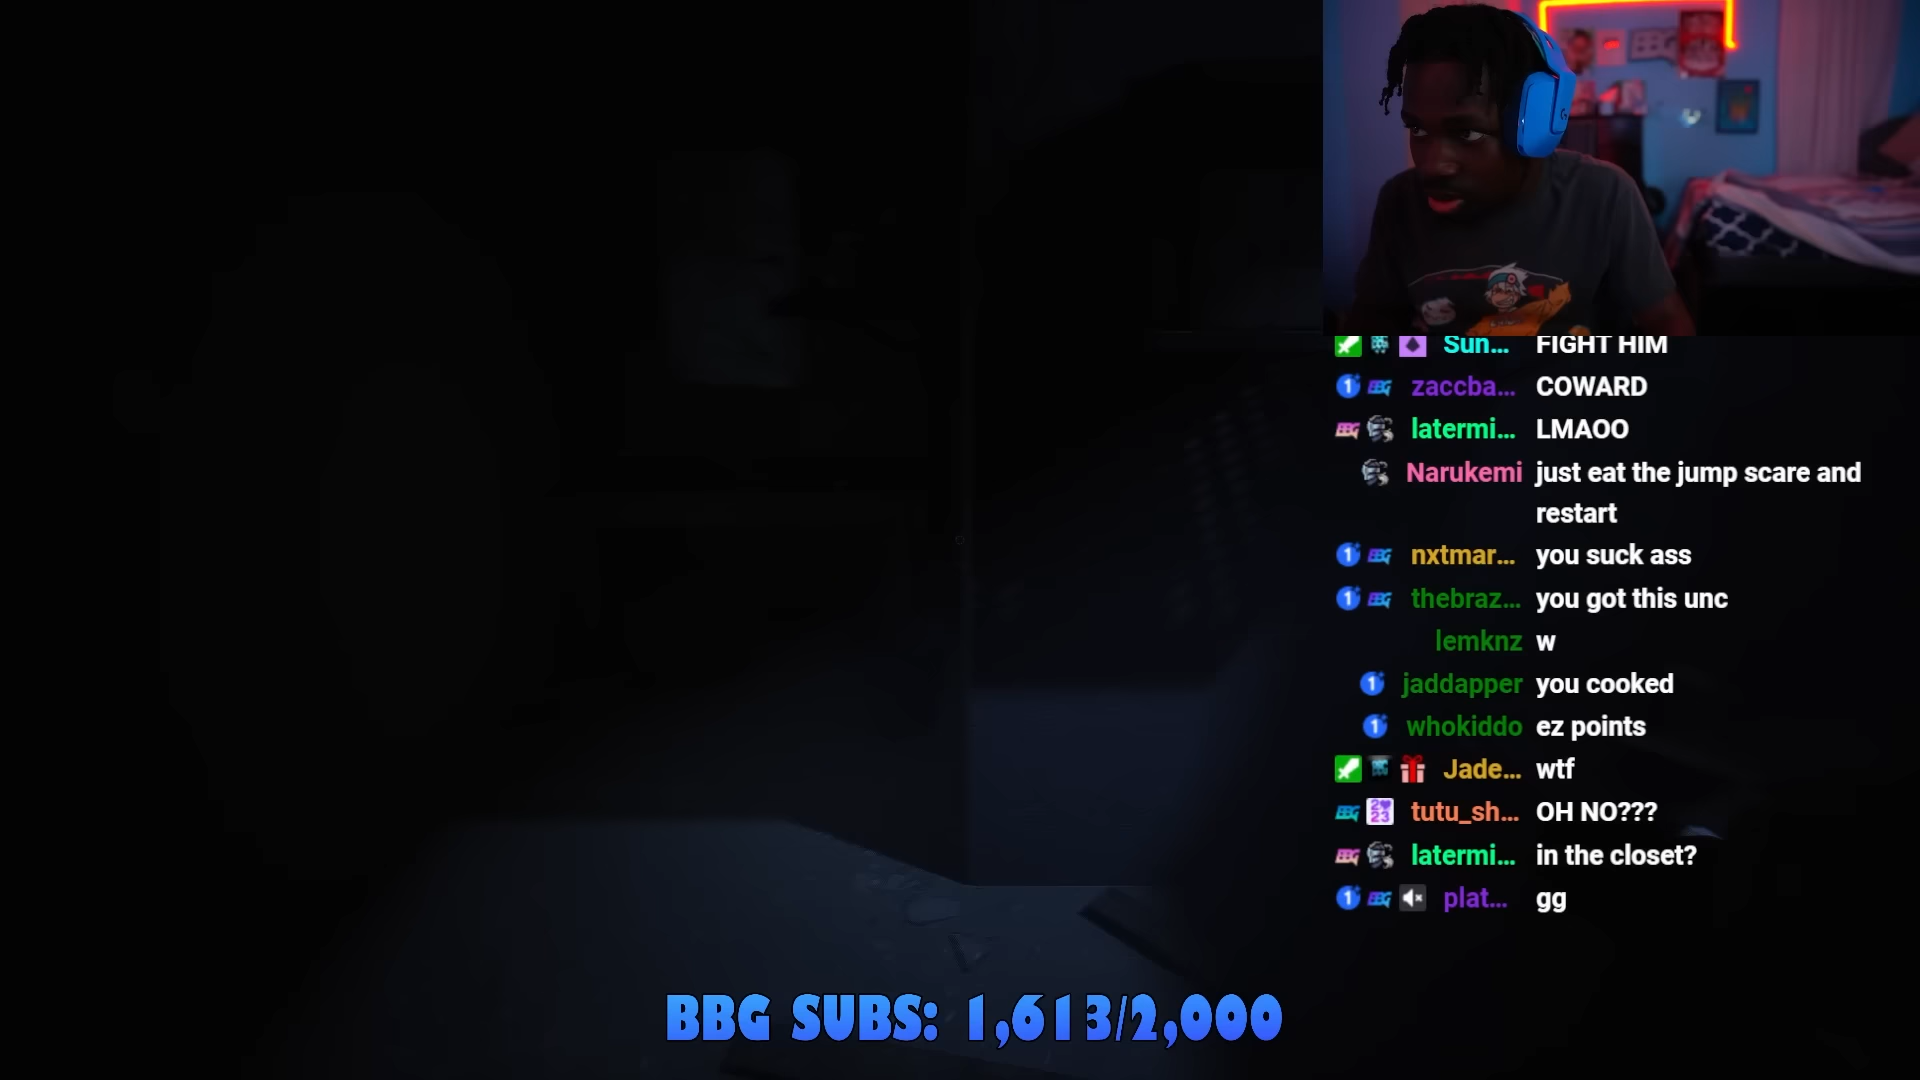 Sun... FIGHT HIM
zaccba... COWARD
latermi... LMAOO
Narukemi just eat the jump scare and
restart
nxtmar... you suck ass
thebraz... you got this unc
lemknz w
jaddapper you cooked
whokiddo ez points
Jade... wtf
tutu_sh... OH NO???
latermi... in the closet?
plat... gg
BBG SUBS: 1,613/2,000